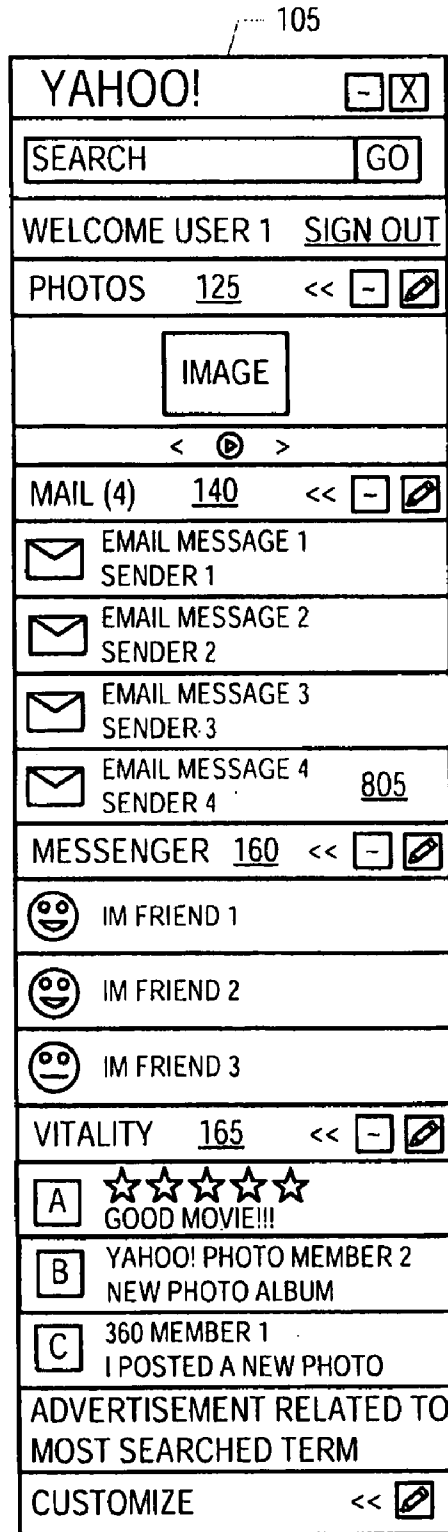 105
YAHOO! - X
SEARCH GO
WELCOME USER 1 SIGN OUT
PHOTOS 125 << -
IMAGE
< >
MAIL (4) 140 << -
EMAIL MESSAGE 1
SENDER 1
EMAIL MESSAGE 2
SENDER 2
EMAIL MESSAGE 3
SENDER 3
EMAIL MESSAGE 4
SENDER 4 805
MESSENGER 160 << -
IM FRIEND 1
IM FRIEND 2
IM FRIEND 3
VITALITY 165 << -
A
GOOD MOVIE!!!
B YAHOO! PHOTO MEMBER 2
NEW PHOTO ALBUM
C 360 MEMBER 1
I POSTED A NEW PHOTO
ADVERTISEMENT RELATED TO
MOST SEARCHED TERM
CUSTOMIZE <<